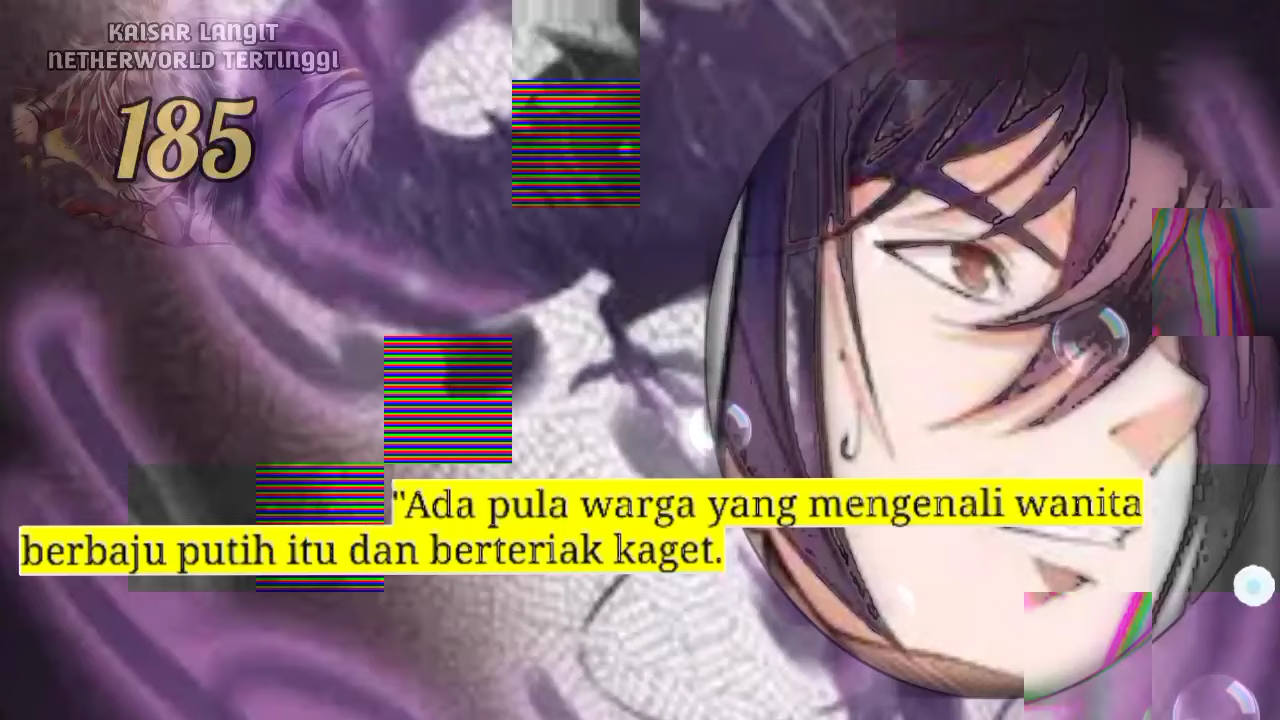 KAISAR LANGIT
NETHERWORLD TERTINGGI
185
"Ada pula warga yang mengenali wanita
berbaju putih itu dan berteriak kaget.